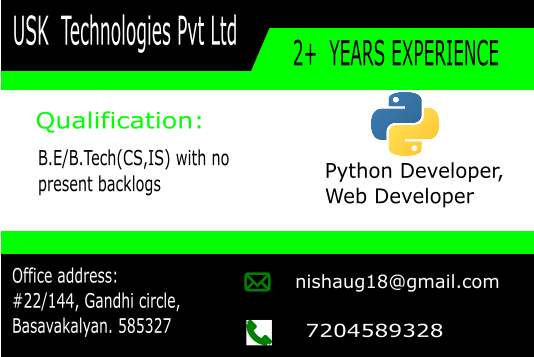 USK Technologies Pvt Ltd
2+ YEARS EXPERIENCE
Qualification:
B.E/B.Tech(CS,IS) with no
present backlogs
Python Developer,
Web Developer
Office address:
#22/144, Gandhi circle,
Basavakalyan. 585327
nishaug18@gmail.com
7204589328